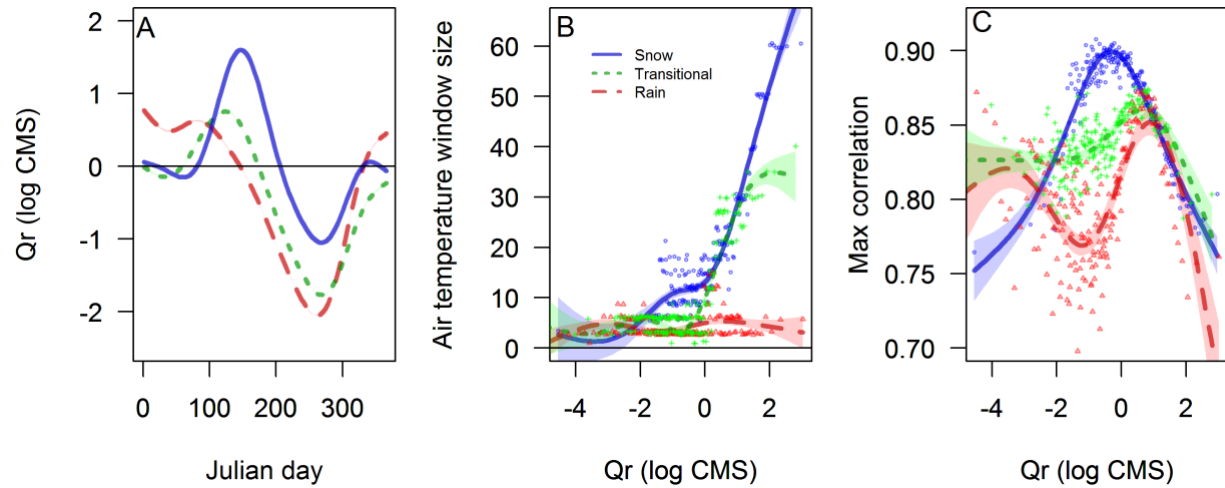 A
Qr (log CMS)
2
1
0
-1
-2
0 100 200 300
Julian day
B
Air temperature window size
60
50
40
30
20
10
0
Snow
Transitional
Rain
-4 -2 0 2
Qr (log CMS)
C
Max correlation
0.90
0.85
0.80
0.75
0.70
-4 -2 0 2
Qr (log CMS)